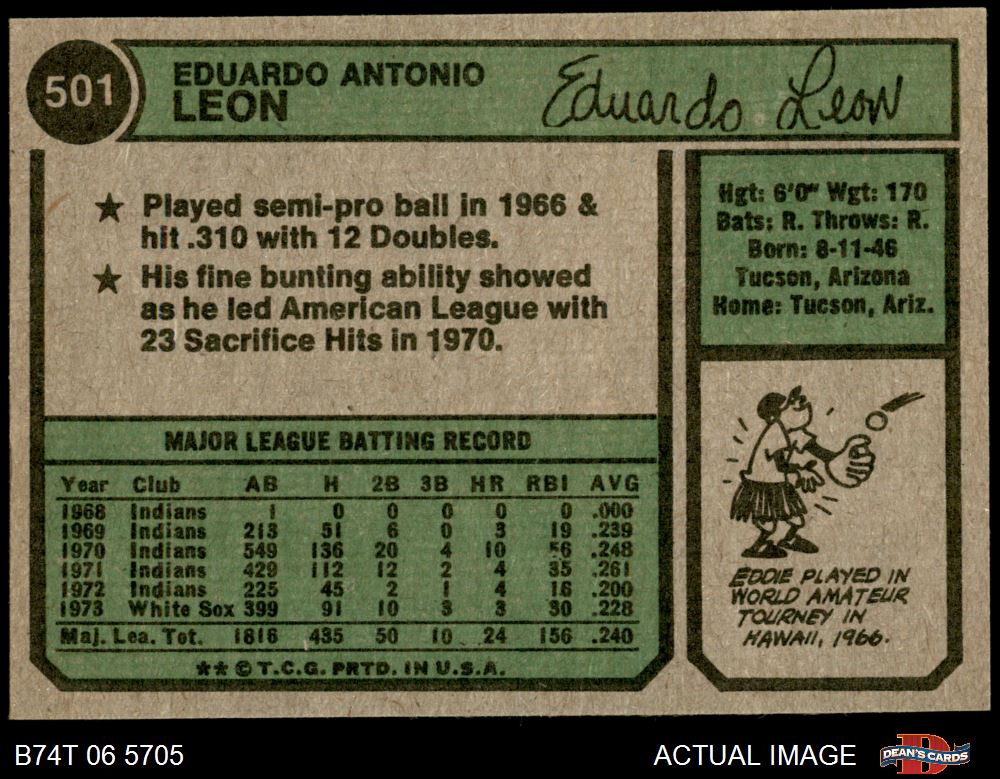 501
EDUARDO ANTONIO
LEON
Eduardo Leon
★ Played semi-pro ball in 1966 &
hit .310 with 12 Doubles.
★ His fine bunting ability showed
as he led American League with
23 Sacrifice Hits in 1970.
Hgt: 6'0" Wgt: 170
Bats: R. Throws: R.
Born: 8-11-46
Tucson, Arizona
Home: Tucson, Ariz.
MAJOR LEAGUE BATTING RECORD
Year Club AB H 2B 3B HR RBI AVG
1968 Indians 1 0 0 0 0 0 .000
1969 Indians 213 51 6 0 3 19 .239
1970 Indians 549 136 20 4 10 56 .248
1971 Indians 429 112 12 2 4 35 .261
1972 Indians 225 45 2 1 4 16 .200
1973 White Sox 399 91 10 3 3 30 .228
Maj. Lea. Tot. 1816 435 50 10 24 156 .240
** © T.C.G. PRTD. IN U.S.A.
EDDIE PLAYED IN
WORLD AMATEUR
TOURNEY IN
HAWAII, 1966.
B74T 06 5705
ACTUAL IMAGE
DEAN'S CARDS